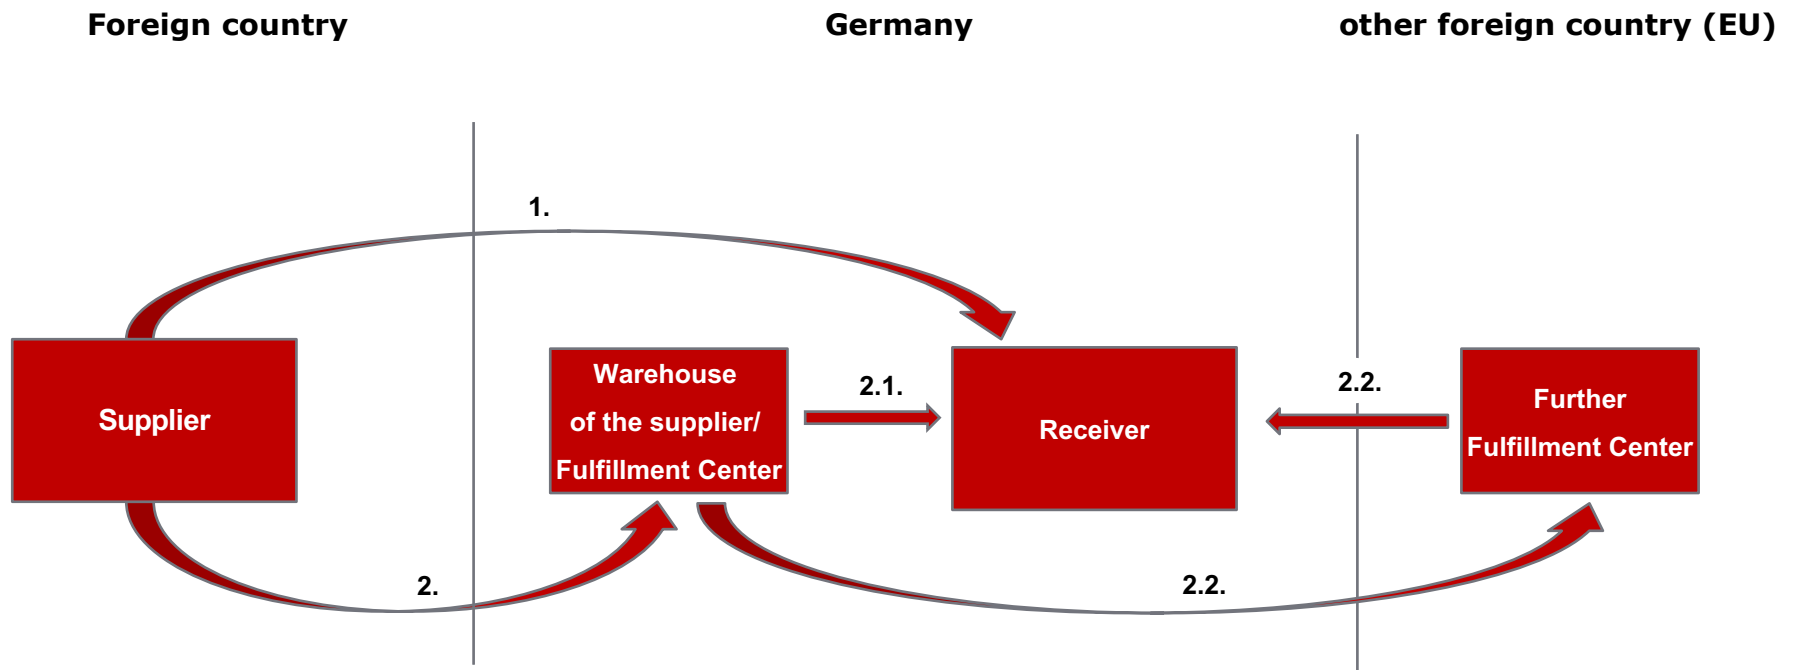 Foreign country
Germany
other foreign country (EU)
1.
Supplier
Warehouse
of the supplier/
Fulfillment Center
2.1.
Receiver
2.2.
Further
Fulfillment Center
2.
2.2.